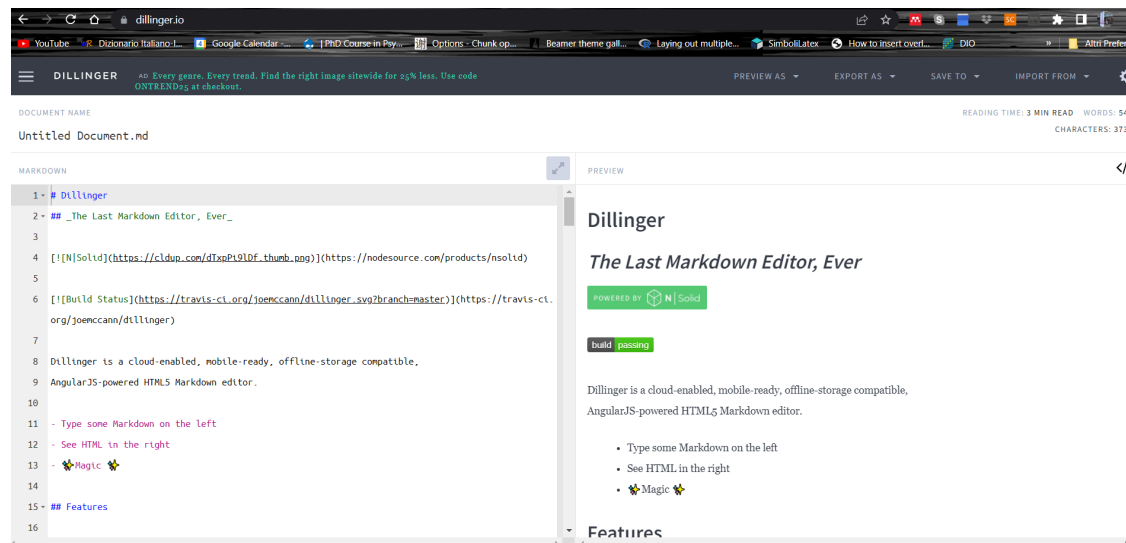 dillinger.io
YouTube
Dizionario Italiano-I...
Google Calendar -...
| PhD Course in Psy...
Options - Chunk op...
Beamer theme gall...
Laying out multiple...
SimboliLatex
How to insert overl...
DIO
»
Altri Prefer
DILLINGER
AD Every genre. Every trend. Find the right image sitewide for 25% less. Use code
ONTREND25 at checkout.
PREVIEW AS
EXPORT AS
SAVE TO
IMPORT FROM
DOCUMENT NAME
READING TIME: 3 MIN READ WORDS: 54
Untitled Document.md
CHARACTERS: 373
MARKDOWN
1 # Dillinger
2 ## _The Last Markdown Editor, Ever_
3
4 [![N|Solid](https://cldup.com/dTxpPi9lDf.thumb.png)](https://nodesource.com/products/nsolid)
5
6 [![Build Status](https://travis-ci.org/joemccann/dillinger.svg?branch=master)](https://travis-ci.
org/joemccann/dillinger)
7
8 Dillinger is a cloud-enabled, mobile-ready, offline-storage compatible,
9 AngularJS-powered HTML5 Markdown editor.
10
11 - Type some Markdown on the left
12 - See HTML in the right
13 - ✨Magic ✨
14
15 ## Features
16
PREVIEW
</
Dillinger
The Last Markdown Editor, Ever
POWERED BY N|Solid
build passing
Dillinger is a cloud-enabled, mobile-ready, offline-storage compatible,
AngularJS-powered HTML5 Markdown editor.
• Type some Markdown on the left
• See HTML in the right
• ✨Magic ✨
Features